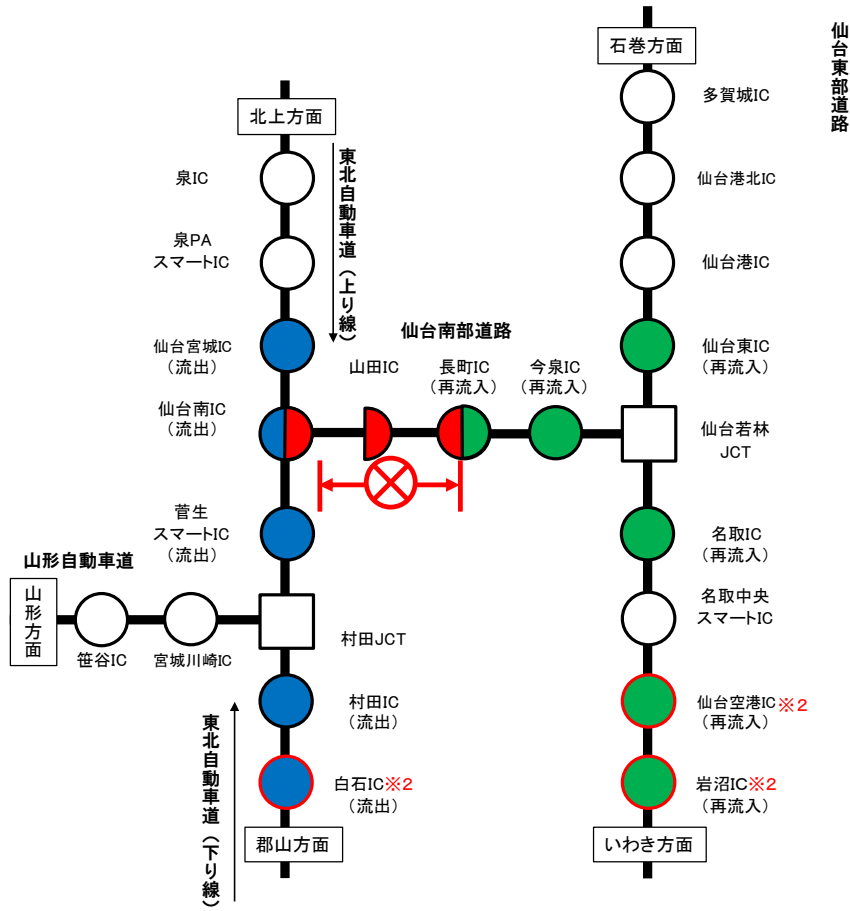 仙台東部道路
石巻方面
多賀城IC
仙台港北IC
仙台港IC
仙台東IC
(再流入)
仙台若林
JCT
名取IC
(再流入)
名取中央
スマートIC
仙台空港IC※2
(再流入)
岩沼IC※2
(再流入)
いわき方面
北上方面
東北自動車道(上り線)
泉IC
泉PA
スマートIC
仙台宮城IC
(流出)
仙台南IC
(流出)
仙台南部道路
山田IC
長町IC
(再流入)
今泉IC
(再流入)
菅生
スマートIC
(流出)
山形自動車道
山形方面
笹谷IC
宮城川崎IC
村田JCT
村田IC
(流出)
白石IC※2
(流出)
郡山方面
東北自動車道(下り線)